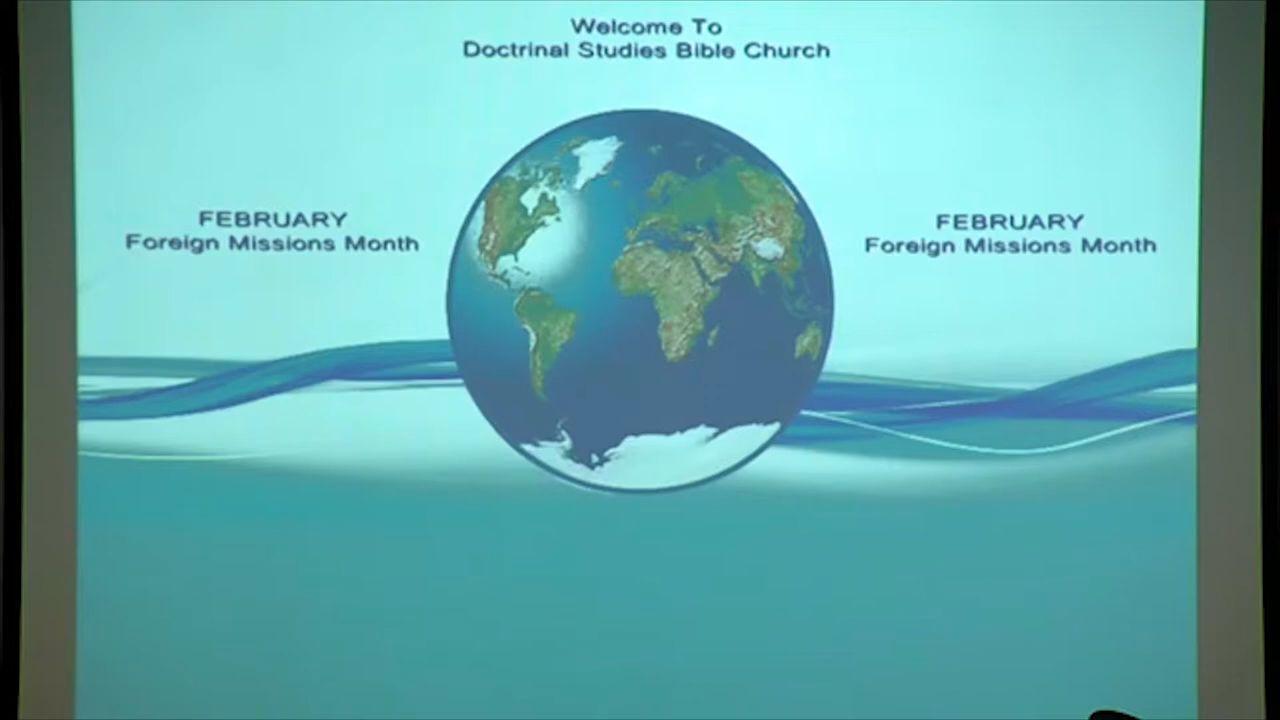 Welcome To
Doctrinal Studies Bible Church
FEBRUARY
Foreign Missions Month
FEBRUARY
Foreign Missions Month